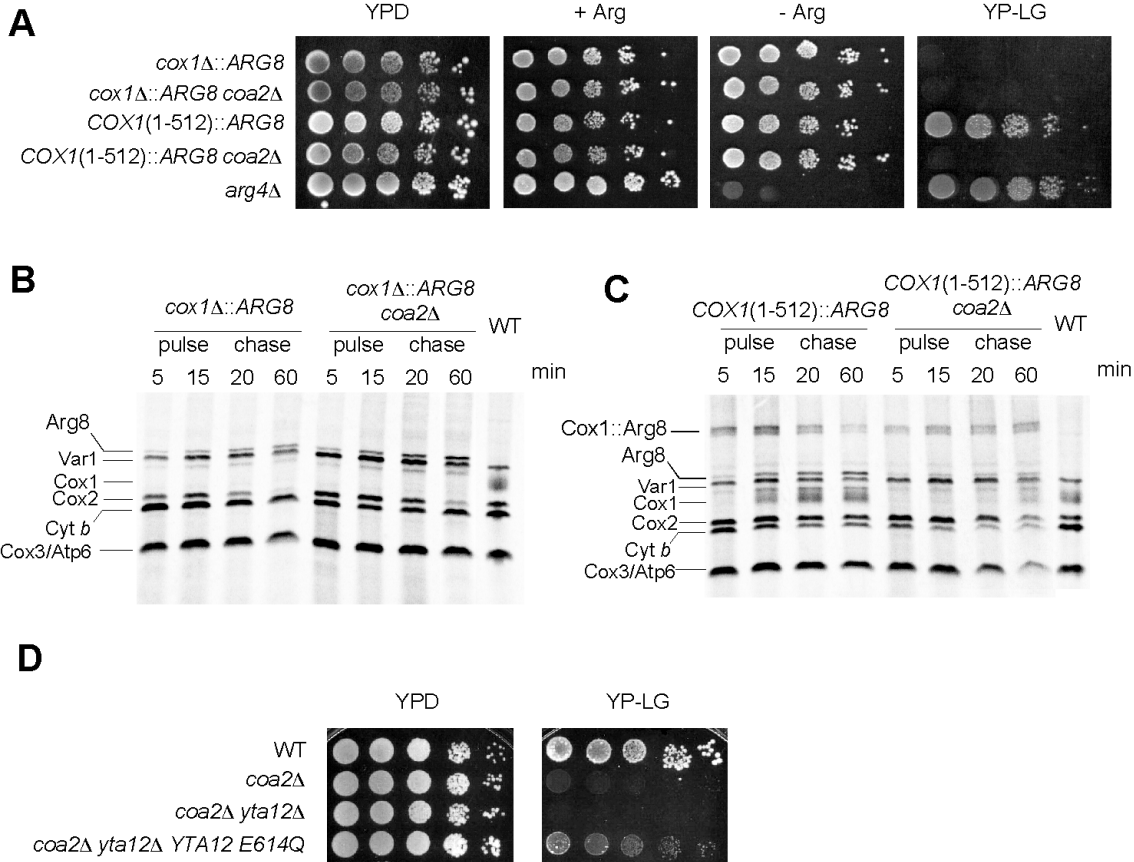 A
YPD + Arg - Arg YP-LG
cox1Δ::ARG8
cox1Δ::ARG8 coa2Δ
COX1(1-512)::ARG8
COX1(1-512)::ARG8 coa2Δ
arg4Δ
B
cox1Δ::ARG8
cox1Δ::ARG8
coa2Δ
WT
pulse chase pulse chase
5 15 20 60 5 15 20 60 min
Arg8
Var1
Cox1
Cox2
Cyt b
Cox3/Atp6
C
COX1(1-512)::ARG8
COX1(1-512)::ARG8
coa2Δ
WT
pulse chase pulse chase
5 15 20 60 5 15 20 60 min
Cox1::Arg8
Arg8
Var1
Cox1
Cox2
Cyt b
Cox3/Atp6
D
YPD YP-LG
WT
coa2Δ
coa2Δ yta12Δ
coa2Δ yta12Δ YTA12 E614Q